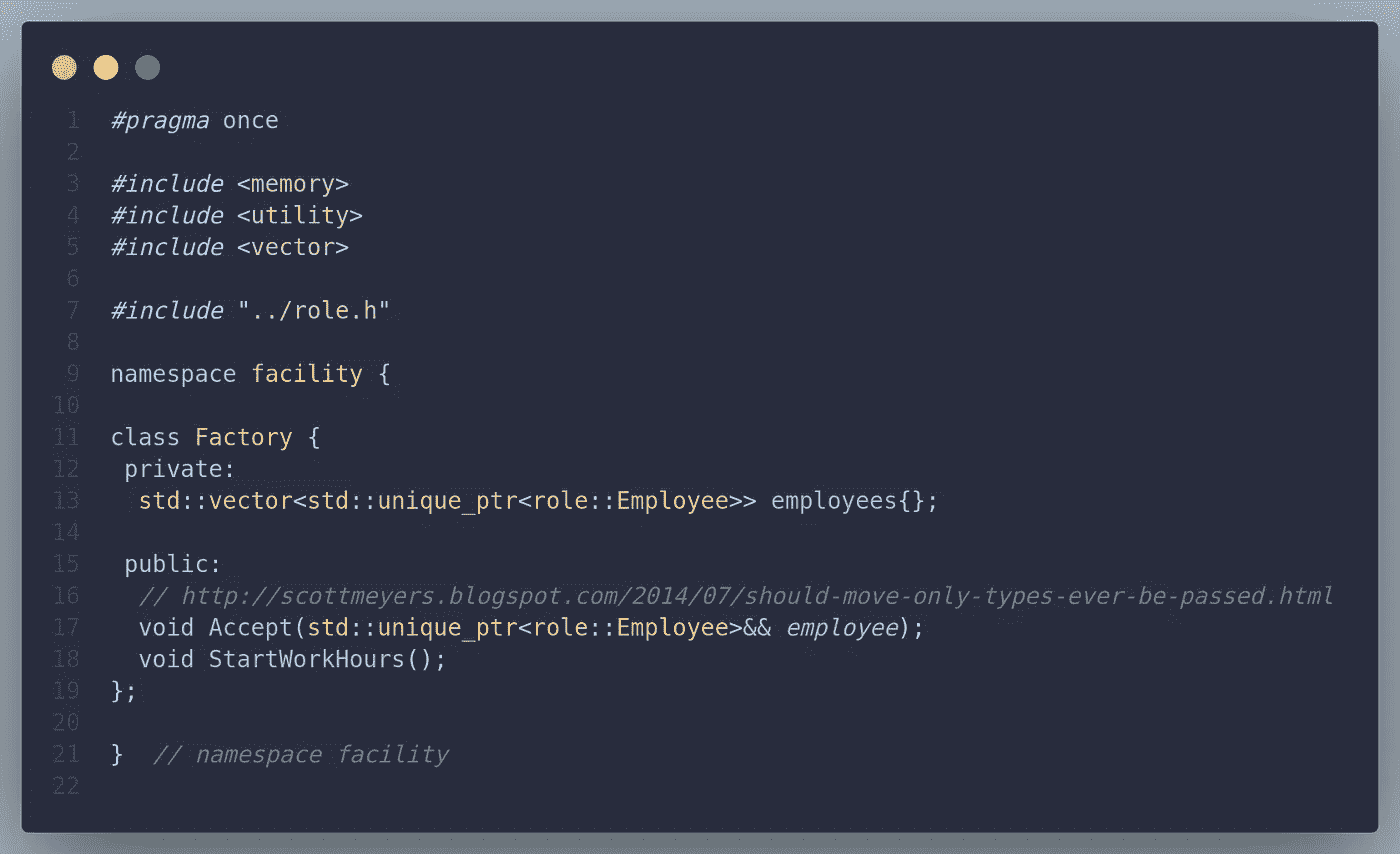 1 #pragma once
2
3 #include <memory>
4 #include <utility>
5 #include <vector>
6
7 #include "../role.h"
8
9 namespace facility {
10
11 class Factory {
12  private:
13   std::vector<std::unique_ptr<role::Employee>> employees{};
14
15  public:
16   // http://scottmeyers.blogspot.com/2014/07/should-move-only-types-ever-be-passed.html
17   void Accept(std::unique_ptr<role::Employee>&& employee);
18   void StartWorkHours();
19 };
20
21 }  // namespace facility
22